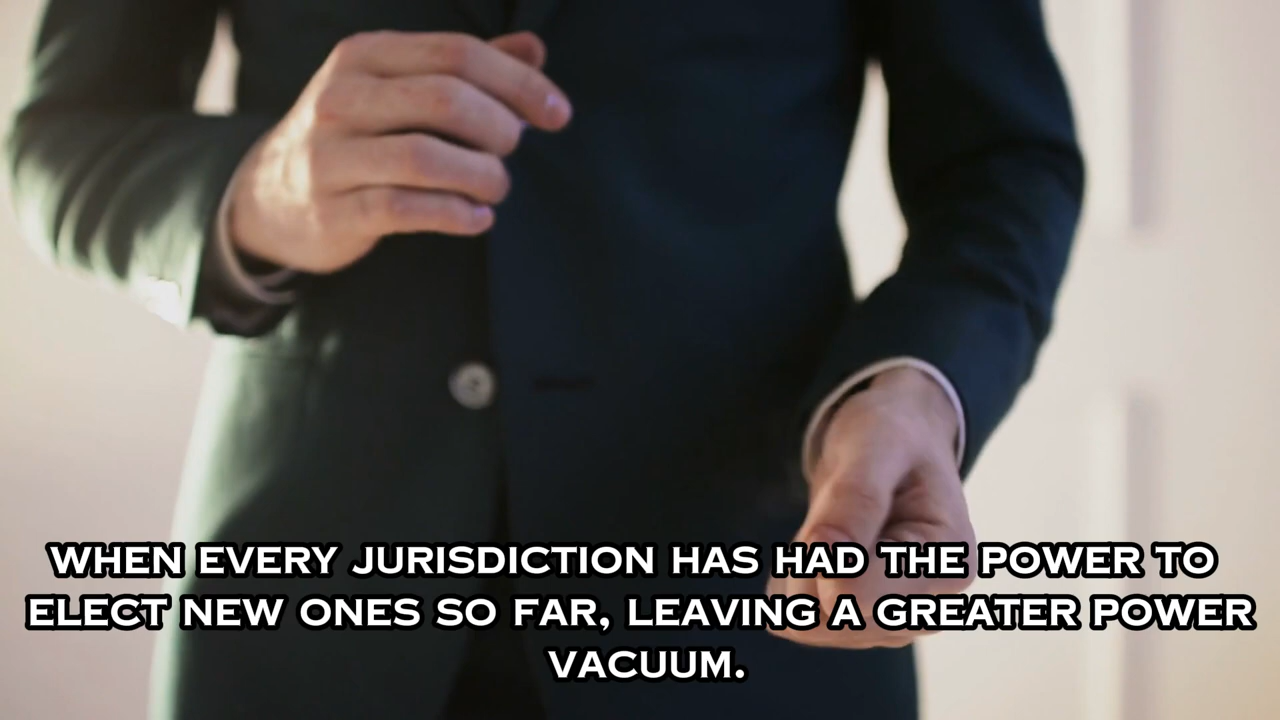 WHEN EVERY JURISDICTION HAS HAD THE POWER TO
ELECT NEW ONES SO FAR, LEAVING A GREATER POWER
VACUUM.